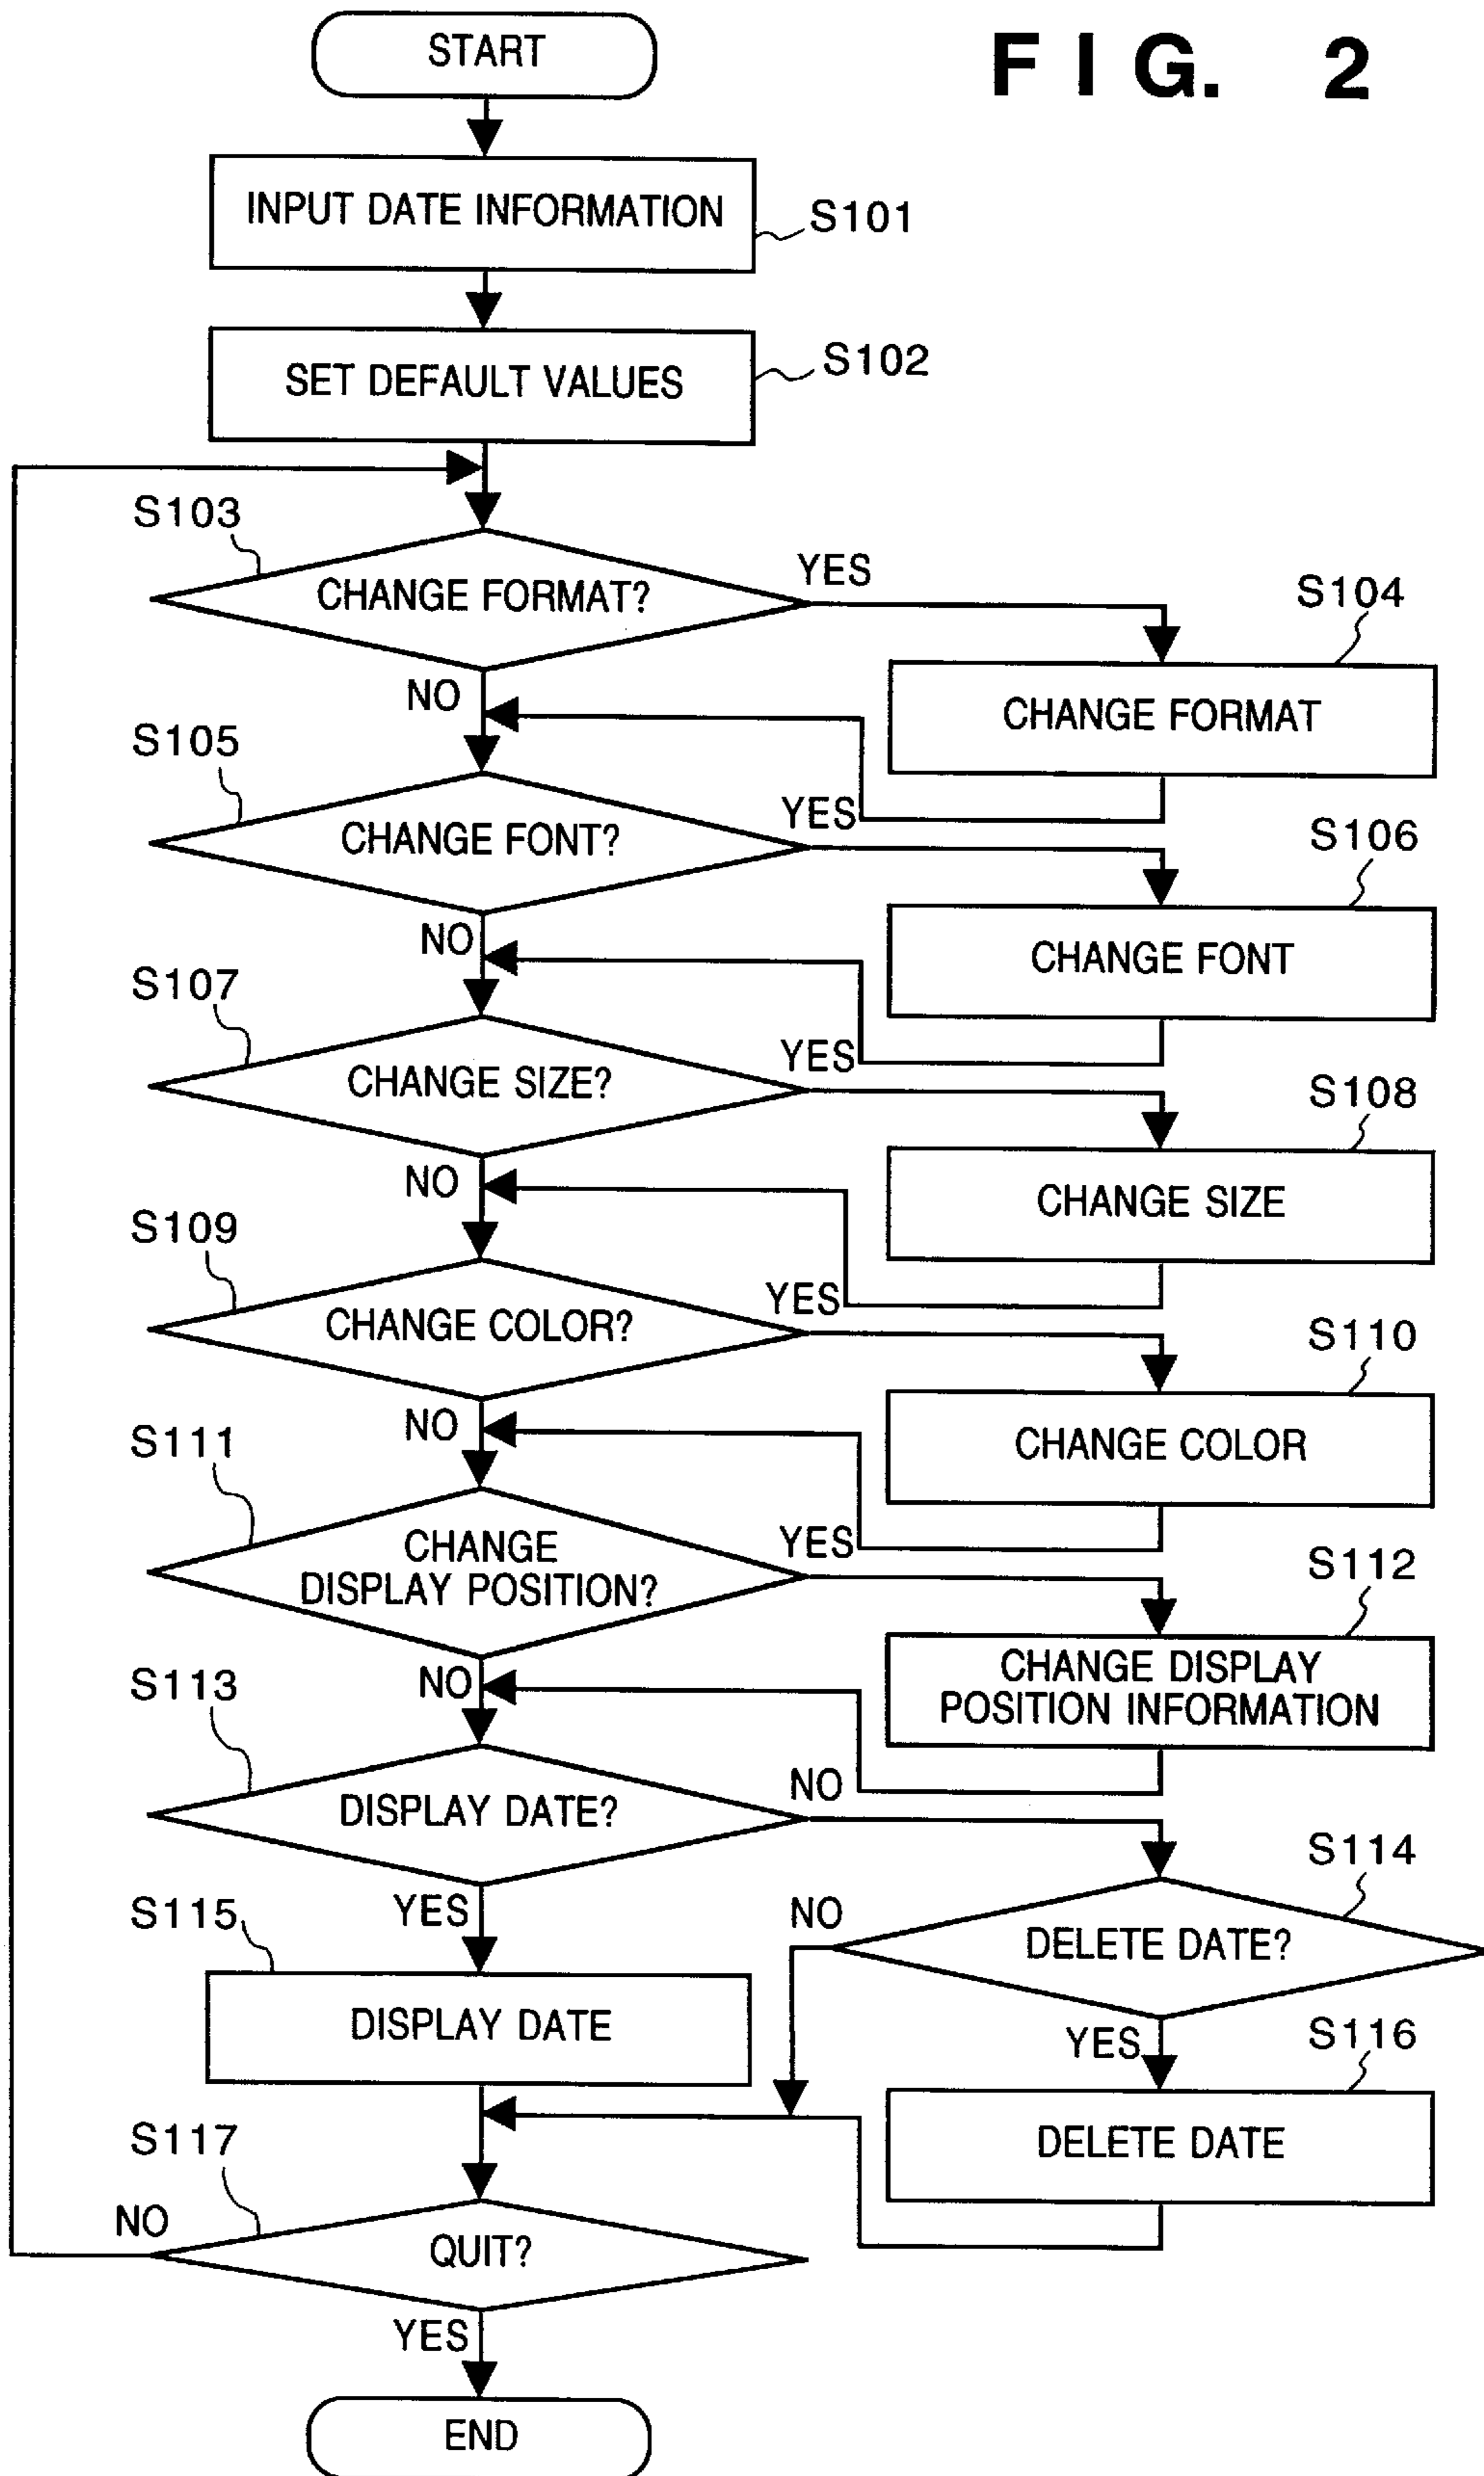 START
FIG. 2
INPUT DATE INFORMATION
S101
SET DEFAULT VALUES
S102
S103
CHANGE FORMAT?
YES
S104
CHANGE FORMAT
NO
S105
CHANGE FONT?
YES
S106
CHANGE FONT
NO
S107
CHANGE SIZE?
YES
S108
CHANGE SIZE
NO
S109
CHANGE COLOR?
YES
S110
CHANGE COLOR
NO
S111
CHANGE
DISPLAY POSITION?
YES
S112
CHANGE DISPLAY
POSITION INFORMATION
NO
S113
DISPLAY DATE?
NO
S114
DELETE DATE?
NO
YES
S115
DISPLAY DATE
YES
S116
DELETE DATE
S117
QUIT?
NO
YES
END